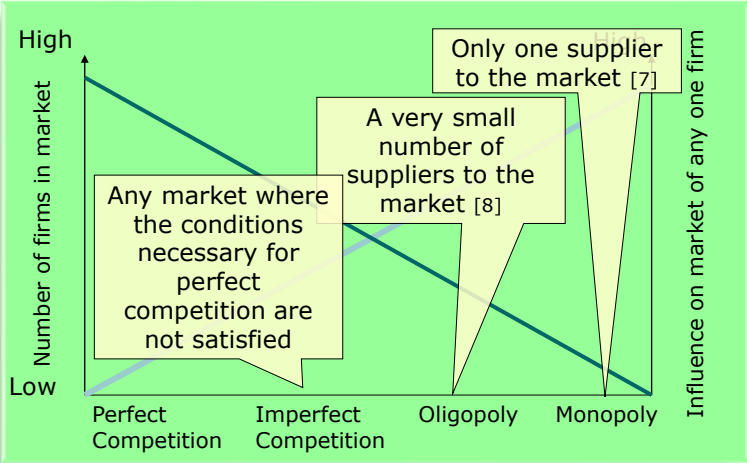 High
High
Number of firms in market
Influence on market of any one firm
Only one supplier
to the market [7]
A very small
number of
suppliers to the
market [8]
Any market where
the conditions
necessary for
perfect
competition are
not satisfied
Low
Perfect
Competition
Imperfect
Competition
Oligopoly
Monopoly